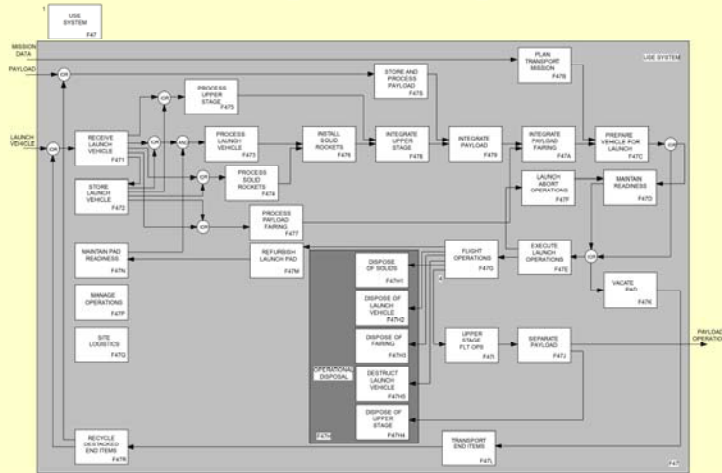 1
USE
SYSTEM
F47
MISSION
DATA
PAYLOAD
LAUNCH
VEHICLE
USE SYSTEM
PLAN
TRANSPORT
MISSION
STORE AND
PROCESS
PAYLOAD
PROCESS
UPPER
STAGE
F475
RECEIVE
LAUNCH
VEHICLE
F471
PROCESS
LAUNCH
VEHICLE
F473
INSTALL
SOLID
ROCKETS
F476
INTEGRATE
UPPER
STAGE
F478
INTEGRATE
PAYLOAD
F479
INTEGRATE
PAYLOAD
FAIRING
F47A
PREPARE
VEHICLE FOR
LAUNCH
F47C
STORE
LAUNCH
VEHICLE
F472
PROCESS
SOLID
ROCKETS
F474
LAUNCH
ABORT
OPERATIONS
F47F
MAINTAIN
READINESS
F47D
PROCESS
PAYLOAD
FAIRING
F477
MAINTAIN PAD
READINESS
F47N
REFURBISH
LAUNCH PAD
F47M
FLIGHT
OPERATIONS
F47G
EXECUTE
LAUNCH
OPERATIONS
F47E
VACATE
F47K
MANAGE
OPERATIONS
F47P
SITE
LOGISTICS
F47Q
OPERATIONAL
DISPOSAL
F47H
DISPOSE
OF SOLIDS
F47H1
DISPOSE OF
LAUNCH
VEHICLE
F47H2
DISPOSE OF
FAIRING
F47H3
DESTRUCT
LAUNCH
VEHICLE
F47H5
DISPOSE OF
UPPER
STAGE
F47H4
UPPER
STAGE
FLT OPS
F47I
SEPARATE
PAYLOAD
F47J
PAYLOAD
OPERATION
RECYCLE
DESTACKED
END ITEMS
F47R
TRANSPORT
END ITEMS
F47L
F47